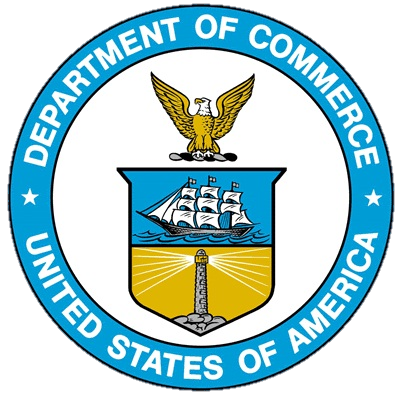 DEPARTMENT OF COMMERCE
UNITED STATES OF AMERICA